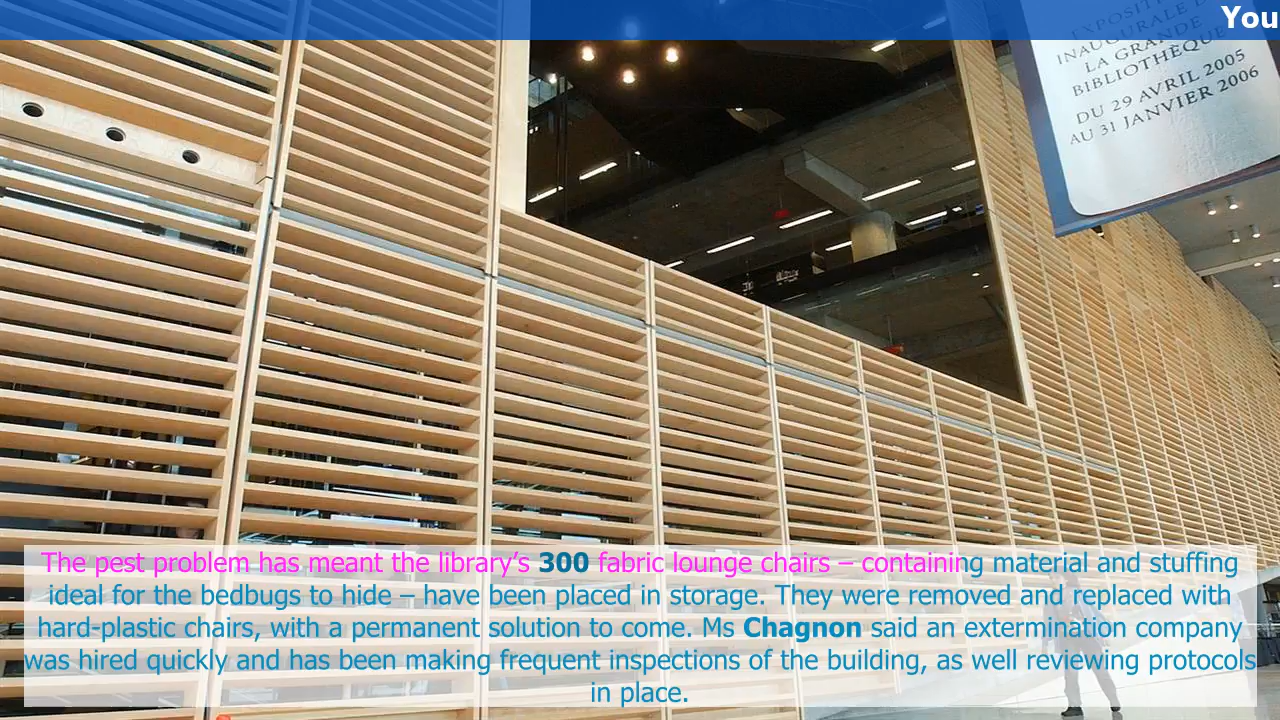 You
EXPOSITION
INAUGURALE DE
LA GRANDE
BIBLIOTHÈQUE
DU 29 AVRIL 2005
AU 31 JANVIER 2006
The pest problem has meant the library’s 300 fabric lounge chairs – containing material and stuffing
ideal for the bedbugs to hide – have been placed in storage. They were removed and replaced with
hard-plastic chairs, with a permanent solution to come. Ms Chagnon said an extermination company
was hired quickly and has been making frequent inspections of the building, as well reviewing protocols
in place.